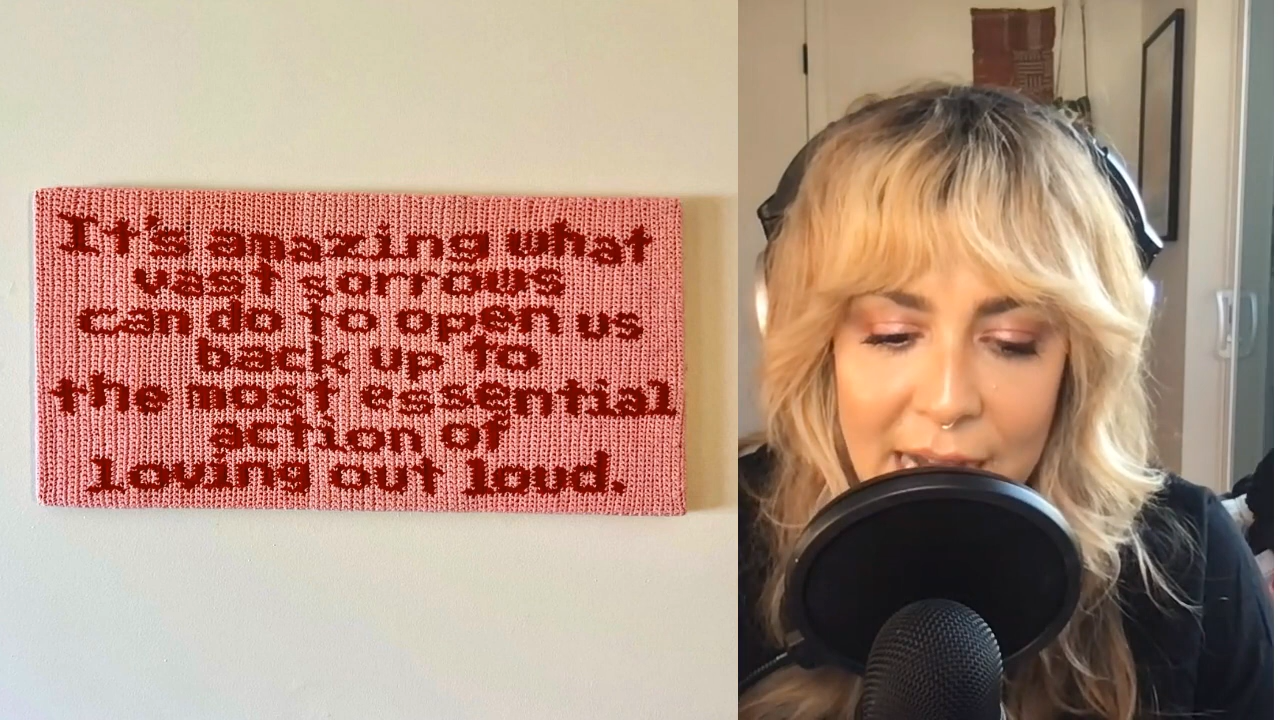 It's amazing what
vast sorrows
can do to open us
back up to
the most essential
action of
loving out loud.